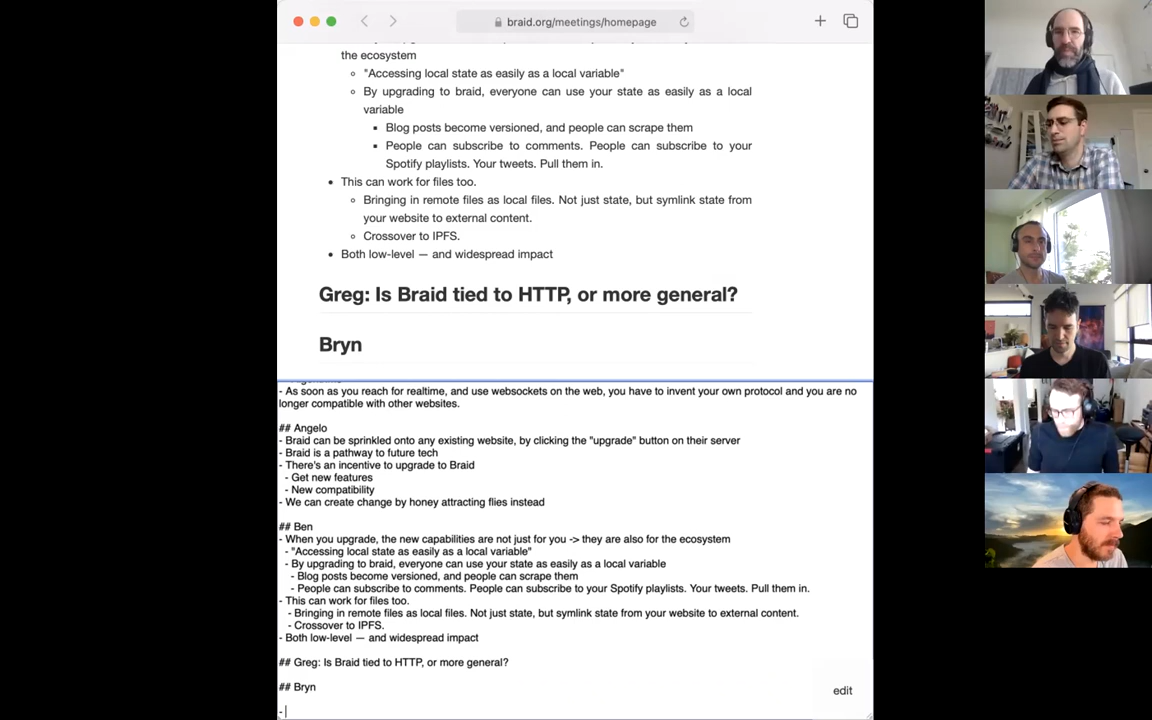 braid.org/meetings/homepage
the ecosystem
"Accessing local state as easily as a local variable"
By upgrading to braid, everyone can use your state as easily as a local
variable
Blog posts become versioned, and people can scrape them
People can subscribe to comments. People can subscribe to your
Spotify playlists. Your tweets. Pull them in.
This can work for files too.
Bringing in remote files as local files. Not just state, but symlink state from
your website to external content.
Crossover to IPFS.
Both low-level — and widespread impact
Greg: Is Braid tied to HTTP, or more general?
Bryn
- As soon as you reach for realtime, and use websockets on the web, you have to invent your own protocol and you are no
longer compatible with other websites.
## Angelo
- Braid can be sprinkled onto any existing website, by clicking the "upgrade" button on their server
- Braid is a pathway to future tech
- There's an incentive to upgrade to Braid
- Get new features
- New compatibility
- We can create change by honey attracting flies instead
## Ben
- When you upgrade, the new capabilities are not just for you -> they are also for the ecosystem
- "Accessing local state as easily as a local variable"
- By upgrading to braid, everyone can use your state as easily as a local variable
- Blog posts become versioned, and people can scrape them
- People can subscribe to comments. People can subscribe to your Spotify playlists. Your tweets. Pull them in.
- This can work for files too.
- Bringing in remote files as local files. Not just state, but symlink state from your website to external content.
- Crossover to IPFS.
- Both low-level — and widespread impact
## Greg: Is Braid tied to HTTP, or more general?
## Bryn
-
edit